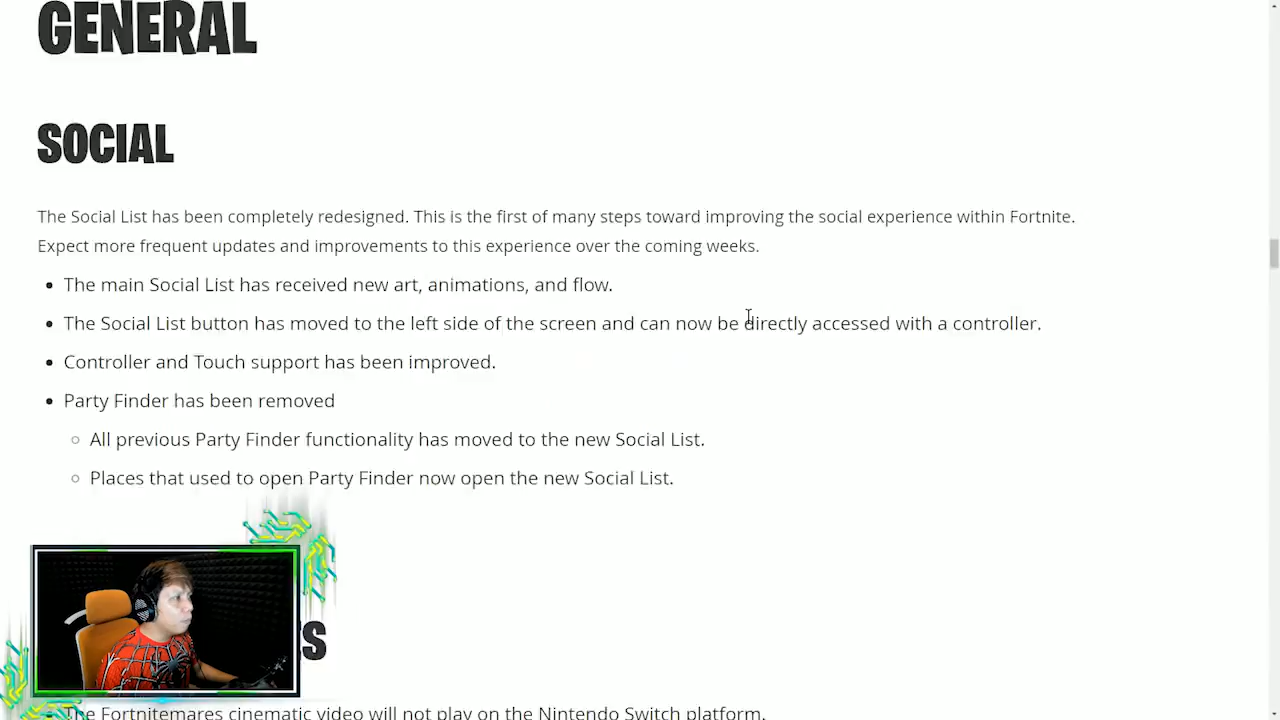 GENERAL
SOCIAL
The Social List has been completely redesigned. This is the first of many steps toward improving the social experience within Fortnite.
Expect more frequent updates and improvements to this experience over the coming weeks.
The main Social List has received new art, animations, and flow.
The Social List button has moved to the left side of the screen and can now be directly accessed with a controller.
Controller and Touch support has been improved.
Party Finder has been removed
All previous Party Finder functionality has moved to the new Social List.
Places that used to open Party Finder now open the new Social List.
The Fortnitemares cinematic video will not play on the Nintendo Switch platform.